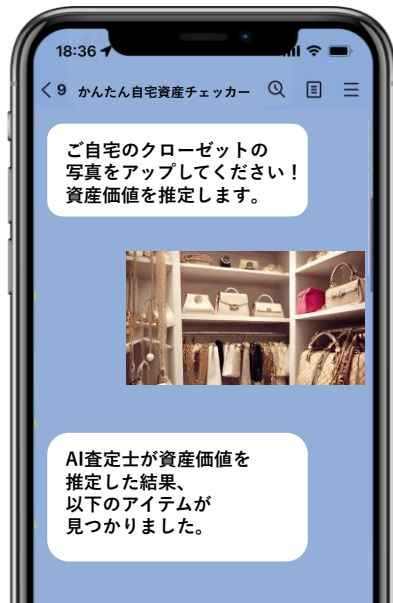 18:36
9 かんたん自宅資産チェッカー
ご自宅のクローゼットの
写真をアップしてください！
資産価値を推定します。
AI査定士が資産価値を
推定した結果、
以下のアイテムが
見つかりました。